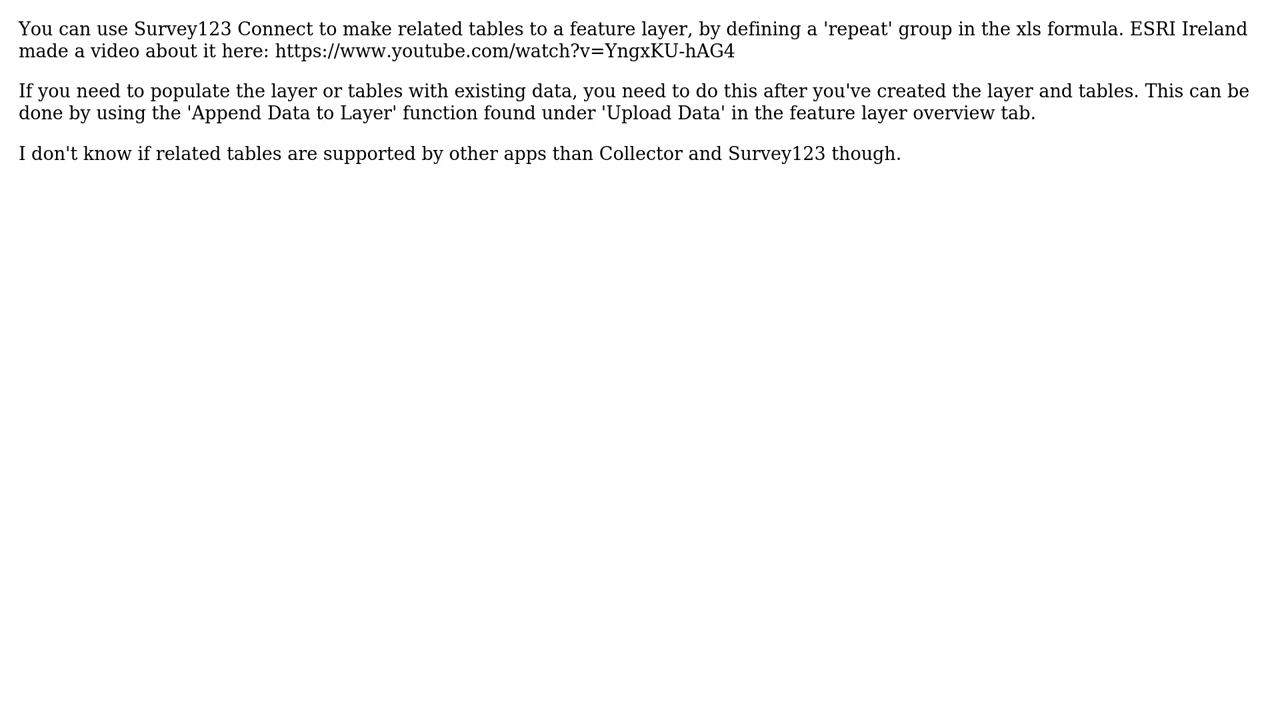 You can use Survey123 Connect to make related tables to a feature layer, by defining a 'repeat' group in the xls formula. ESRI Ireland
made a video about it here: https://www.youtube.com/watch?v=YngxKU-hAG4
If you need to populate the layer or tables with existing data, you need to do this after you've created the layer and tables. This can be
done by using the 'Append Data to Layer' function found under 'Upload Data' in the feature layer overview tab.
I don't know if related tables are supported by other apps than Collector and Survey123 though.